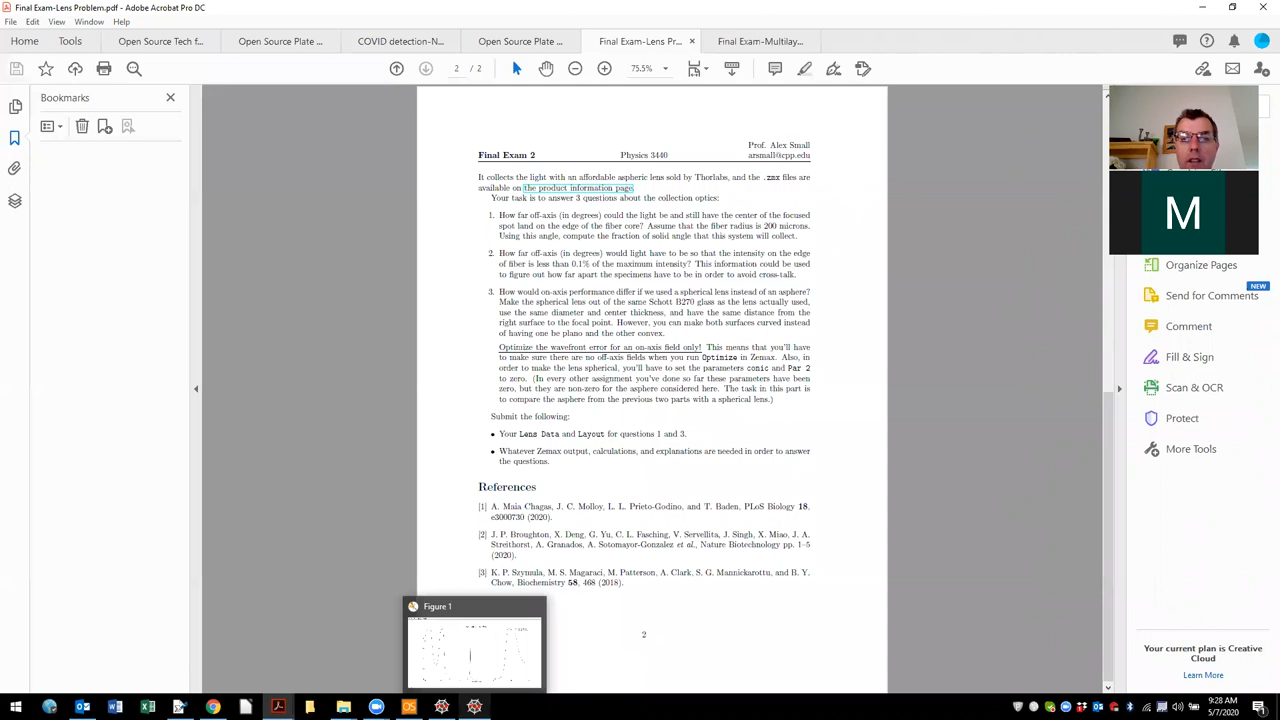 Final Exam-Lens Problem.pdf - Adobe Acrobat Pro DC
File Edit View Window Help
Home Tools Open Source Tech f... Open Source Plate ... COVID detection-N... Open Source Plate ... Final Exam-Lens Pr... × Final Exam-Multilay...
2 / 2 75.5%
Bookmarks
Prof. Alex Small
Final Exam 2 Physics 3440 arsmall@cpp.edu
It collects the light with an affordable aspheric lens sold by Thorlabs, and the .zmx files are
available on the product information page.
Your task is to answer 3 questions about the collection optics:
1. How far off-axis (in degrees) could the light be and still have the center of the focused
spot land on the edge of the fiber core? Assume that the fiber radius is 200 microns.
Using this angle, compute the fraction of solid angle that this system will collect.
2. How far off-axis (in degrees) would light have to be so that the intensity on the edge
of fiber is less than 0.1% of the maximum intensity? This information could be used
to figure out how far apart the specimens have to be in order to avoid cross-talk.
3. How would on-axis performance differ if we used a spherical lens instead of an asphere?
Make the spherical lens out of the same Schott B270 glass as the lens actually used,
use the same diameter and center thickness, and have the same distance from the
right surface to the focal point. However, you can make both surfaces curved instead
of having one be plano and the other convex.
Optimize the wavefront error for an on-axis field only! This means that you'll have
to make sure there are no off-axis fields when you run Optimize in Zemax. Also, in
order to make the lens spherical, you'll have to set the parameters conic and Par 2
to zero. (In every other assignment you've done so far these parameters have been
zero, but they are non-zero for the asphere considered here. The task in this part is
to compare the asphere from the previous two parts with a spherical lens.)
Submit the following:
• Your Lens Data and Layout for questions 1 and 3.
• Whatever Zemax output, calculations, and explanations are needed in order to answer
the questions.
References
[1] A. Maia Chagas, J. C. Molloy, L. L. Prieto-Godino, and T. Baden, PLoS Biology 18,
e3000730 (2020).
[2] J. P. Broughton, X. Deng, G. Yu, C. L. Fasching, V. Servellita, J. Singh, X. Miao, J. A.
Streithorst, A. Granados, A. Sotomayor-Gonzalez et al., Nature Biotechnology pp. 1–5
(2020).
[3] K. P. Szymula, M. S. Magaraci, M. Patterson, A. Clark, S. G. Mannickarottu, and B. Y.
Chow, Biochemistry 58, 468 (2018).
2
Figure 1
M
Organize Pages
NEW
Send for Comments
Comment
Fill & Sign
Scan & OCR
Protect
More Tools
Your current plan is Creative
Cloud
Learn More
OS
9:28 AM
5/7/2020